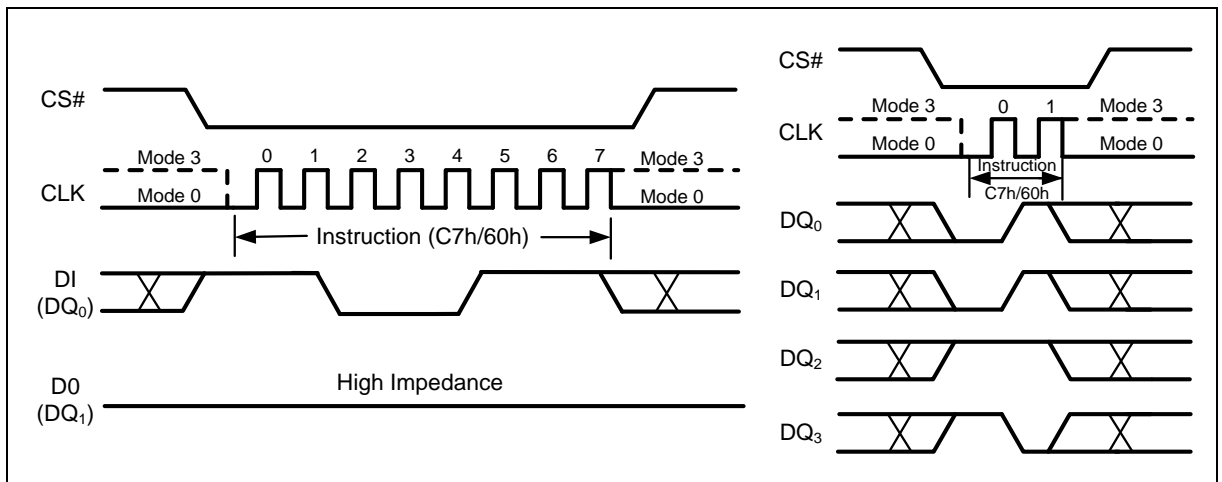 CS#
Mode 3
0 1 2 3 4 5 6 7
Mode 3
CLK
Mode 0
Mode 0
Instruction (C7h/60h)
DI
(DQ0)
High Impedance
D0
(DQ1)
CS#
Mode 3
0 1
Mode 3
CLK
Mode 0
Mode 0
Instruction
C7h/60h
DQ0
DQ1
DQ2
DQ3